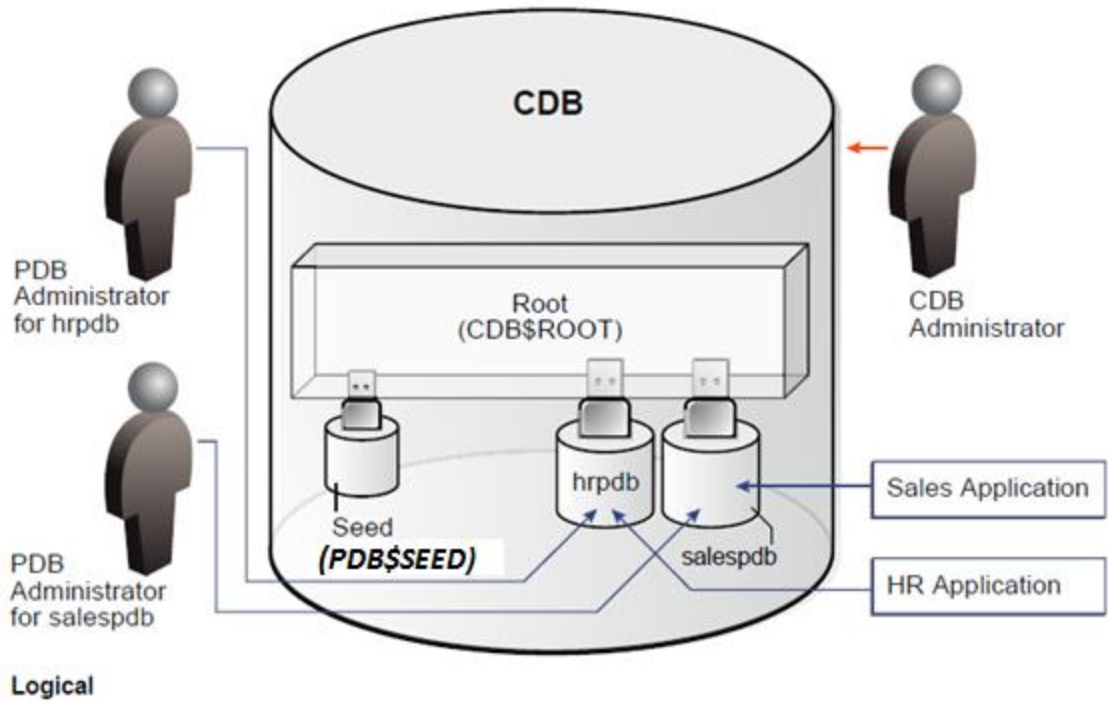 CDB
PDB
Administrator
for hrpdb
Root
(CDB$ROOT)
CDB
Administrator
hrpdb
Sales Application
Seed
(PDB$SEED)
salespdb
PDB
Administrator
for salespdb
HR Application
Logical